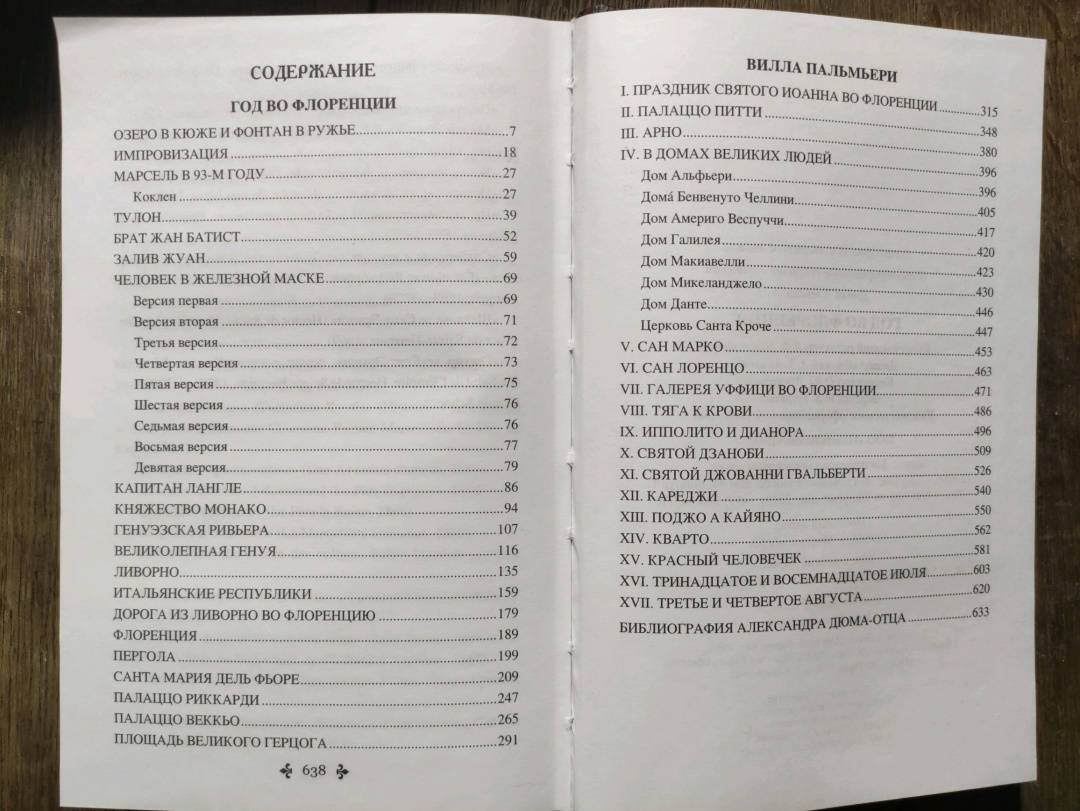 СОДЕРЖАНИЕ
ГОД ВО ФЛОРЕНЦИИ
ОЗЕРО В КЮЖЕ И ФОНТАН В РУЖЬЕ....7
ИМПРОВИЗАЦИЯ....18
МАРСЕЛЬ В 93-М ГОДУ....27
Коклен....27
ТУЛОН....39
БРАТ ЖАН БАТИСТ....52
ЗАЛИВ ЖУАН....59
ЧЕЛОВЕК В ЖЕЛЕЗНОЙ МАСКЕ....69
Версия первая....69
Версия вторая....71
Третья версия....72
Четвертая версия....73
Пятая версия....75
Шестая версия....76
Седьмая версия....76
Восьмая версия....77
Девятая версия....79
КАПИТАН ЛАНГЛЕ....86
КНЯЖЕСТВО МОНАКО....94
ГЕНУЭЗСКАЯ РИВЬЕРА....107
ВЕЛИКОЛЕПНАЯ ГЕНУЯ....116
ЛИВОРНО....135
ИТАЛЬЯНСКИЕ РЕСПУБЛИКИ....159
ДОРОГА ИЗ ЛИВОРНО ВО ФЛОРЕНЦИЮ....179
ФЛОРЕНЦИЯ....189
ПЕРГОЛА....199
САНТА МАРИЯ ДЕЛЬ ФЬОРЕ....209
ПАЛАЦЦО РИККАРДИ....247
ПАЛАЦЦО ВЕККЬО....265
ПЛОЩАДЬ ВЕЛИКОГО ГЕРЦОГА....291
638
ВИЛЛА ПАЛЬМЬЕРИ
I. ПРАЗДНИК СВЯТОГО ИОАННА ВО ФЛОРЕНЦИИ....315
II. ПАЛАЦЦО ПИТТИ....348
III. АРНО....380
IV. В ДОМАХ ВЕЛИКИХ ЛЮДЕЙ....396
Дом Альфьери....396
Домá Бенвенуто Челлини....405
Дом Америго Веспуччи....417
Дом Галилея....420
Дом Макиавелли....423
Дом Микеланджело....430
Дом Данте....446
Церковь Санта Кроче....447
V. САН МАРКО....453
VI. САН ЛОРЕНЦО....463
VII. ГАЛЕРЕЯ УФФИЦИ ВО ФЛОРЕНЦИИ....471
VIII. ТЯГА К КРОВИ....486
IX. ИППОЛИТО И ДИАНОРА....496
X. СВЯТОЙ ДЗАНОБИ....509
XI. СВЯТОЙ ДЖОВАННИ ГВАЛЬБЕРТИ....526
XII. КАРЕДЖИ....540
XIII. ПОДЖО А КАЙЯНО....550
XIV. КВАРТО....562
XV. КРАСНЫЙ ЧЕЛОВЕЧЕК....581
XVI. ТРИНАДЦАТОЕ И ВОСЕМНАДЦАТОЕ ИЮЛЯ....603
XVII. ТРЕТЬЕ И ЧЕТВЕРТОЕ АВГУСТА....620
БИБЛИОГРАФИЯ АЛЕКСАНДРА ДЮМА-ОТЦА....633